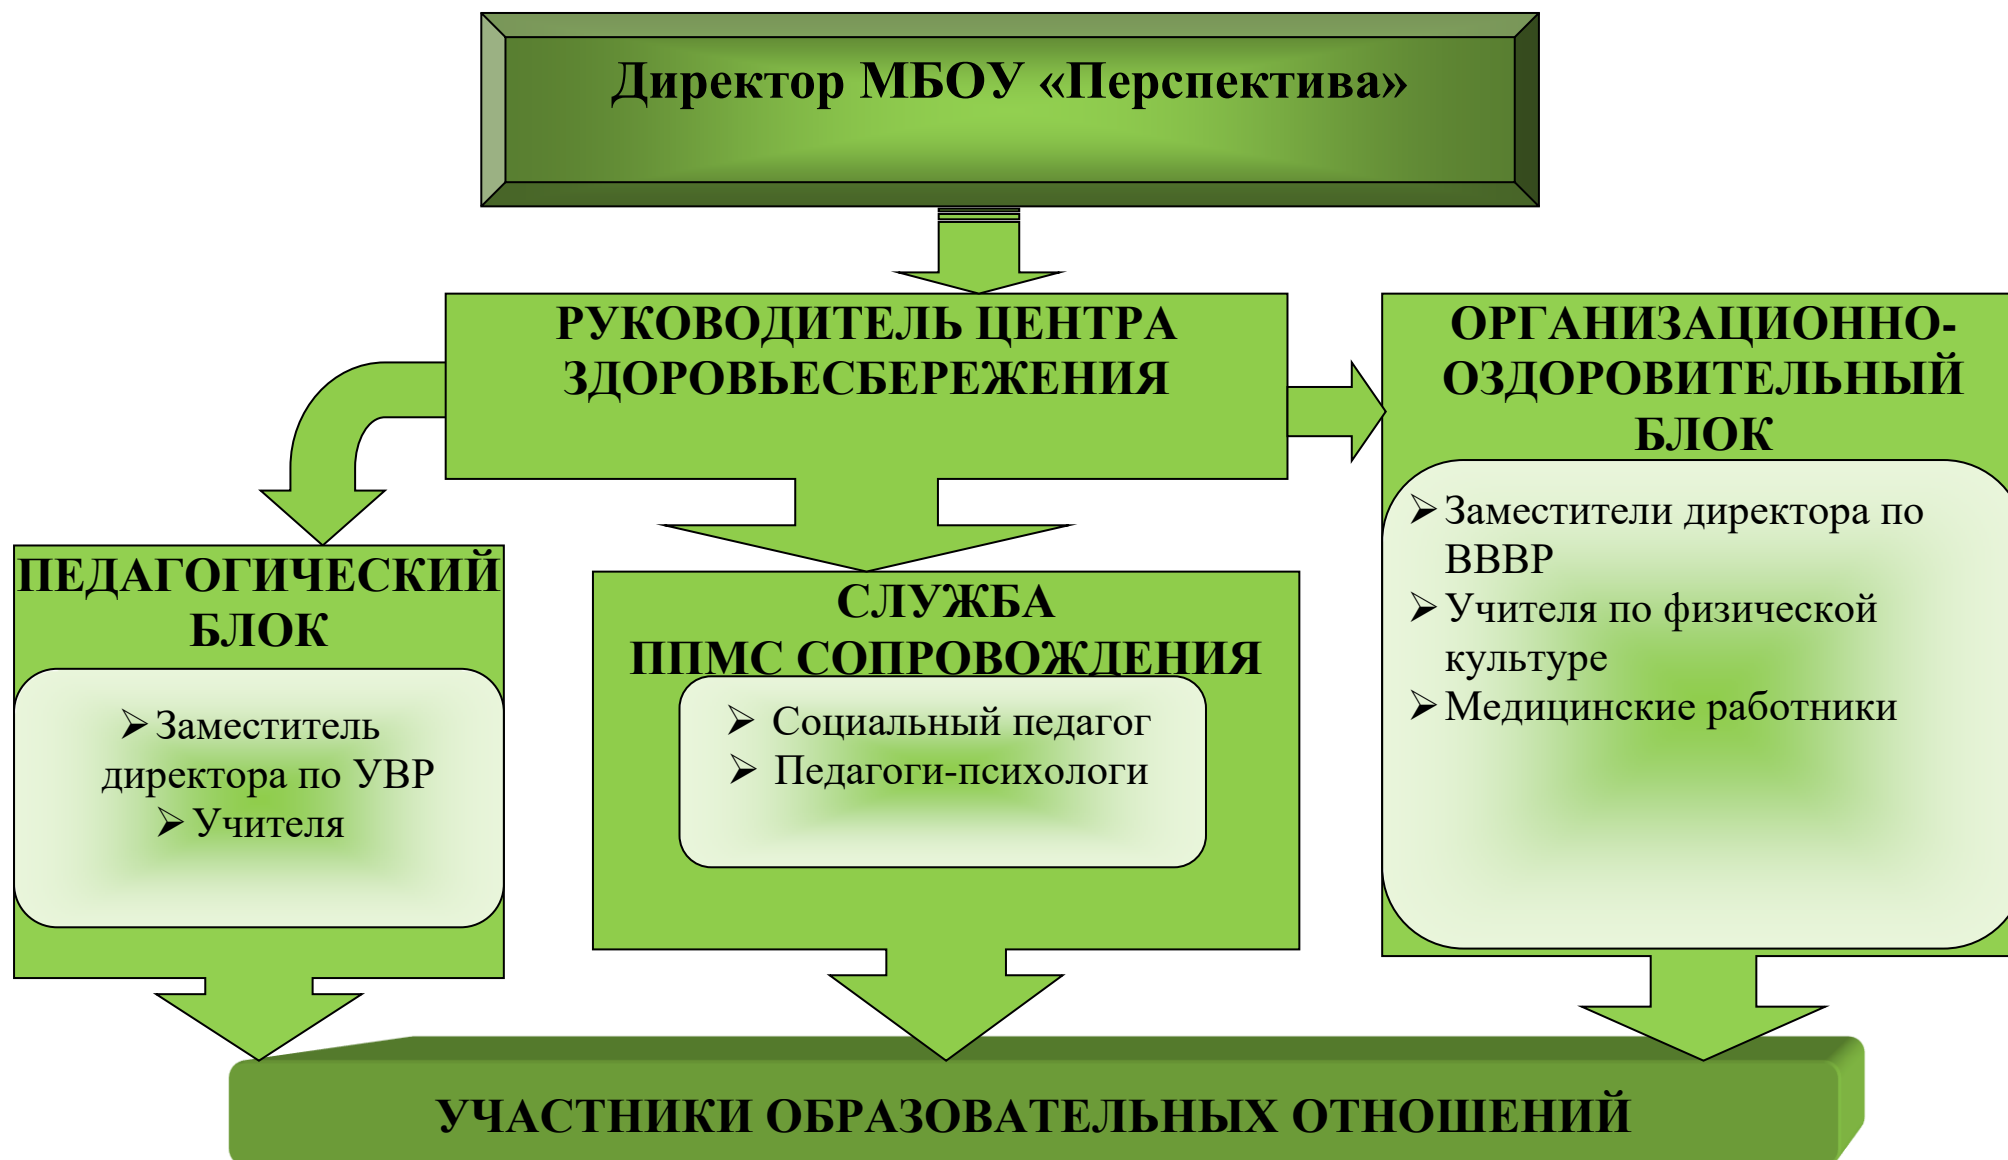 Директор МБОУ «Перспектива»
РУКОВОДИТЕЛЬ ЦЕНТРА
ЗДОРОВЬЕСБЕРЕЖЕНИЯ
ОРГАНИЗАЦИОННО-
ОЗДОРОВИТЕЛЬНЫЙ
БЛОК
Заместители директора по
ВВВР
Учителя по физической
культуре
Медицинские работники
ПЕДАГОГИЧЕСКИЙ
БЛОК
Заместитель
директора по УВР
Учителя
СЛУЖБА
ППМС СОПРОВОЖДЕНИЯ
Социальный педагог
Педагоги-психологи
УЧАСТНИКИ ОБРАЗОВАТЕЛЬНЫХ ОТНОШЕНИЙ